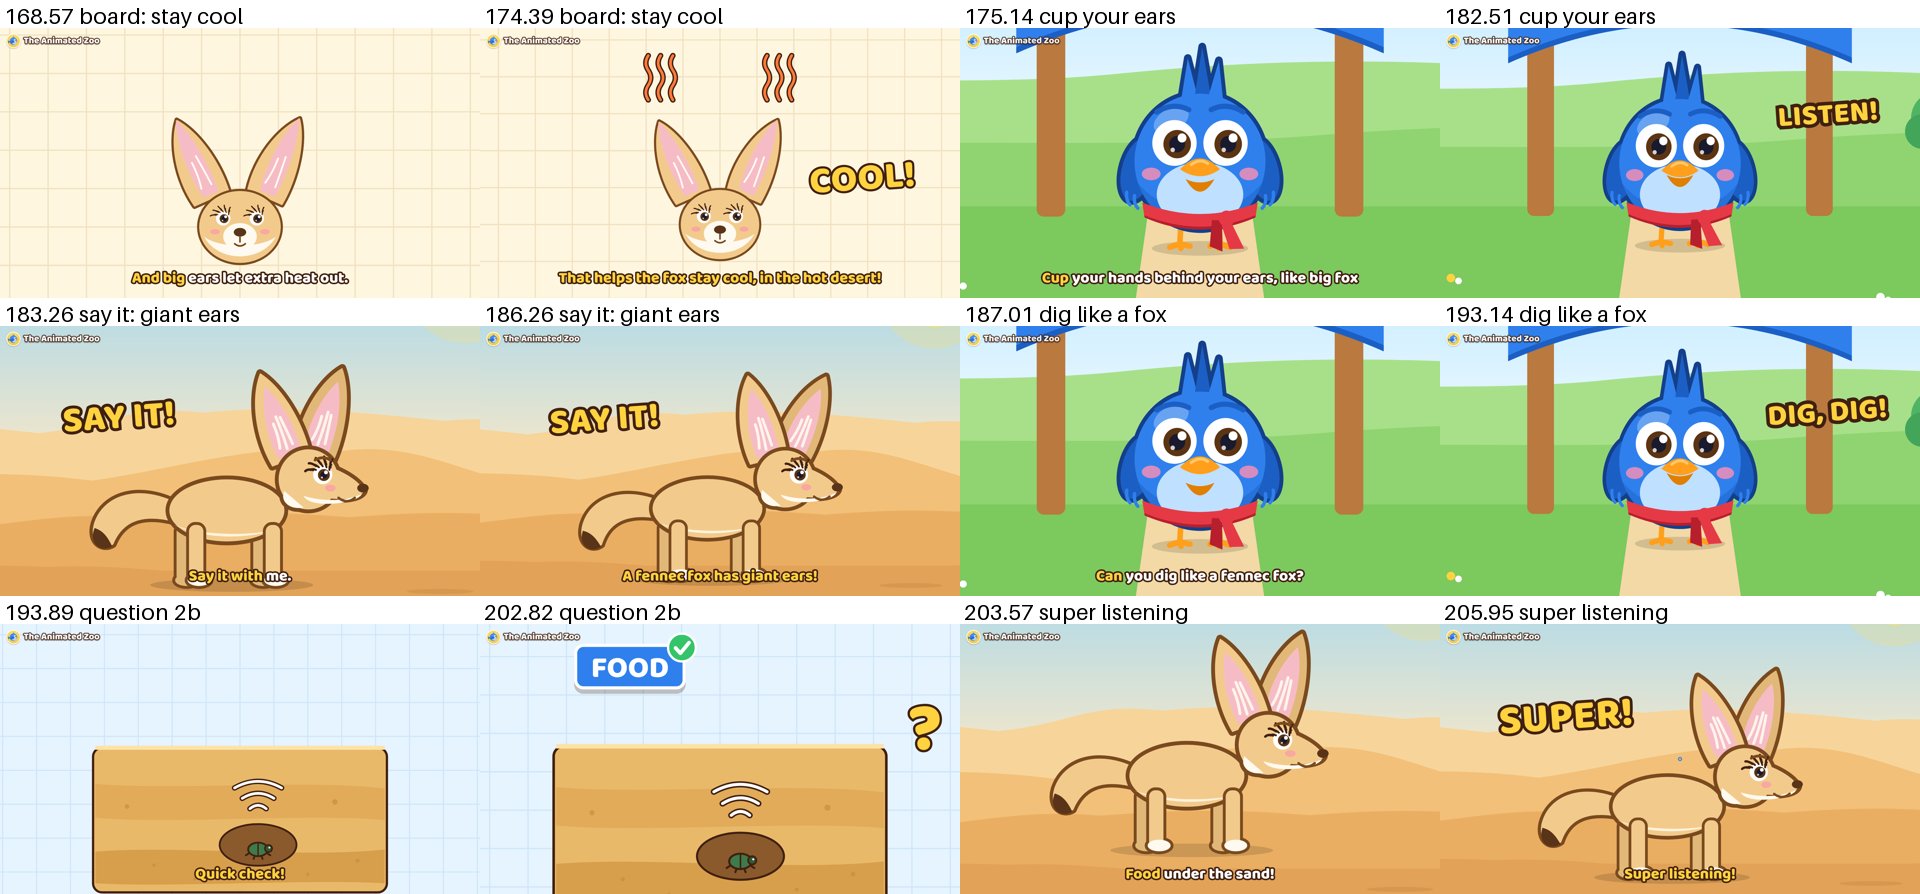 168.57 board: stay cool
174.39 board: stay cool
175.14 cup your ears
182.51 cup your ears
The Animated Zoo
The Animated Zoo
The Animated Zoo
The Animated Zoo
COOL!
LISTEN!
And big ears let extra heat out.
That helps the fox stay cool, in the hot desert!
Cup your hands behind your ears, like big fox
183.26 say it: giant ears
186.26 say it: giant ears
187.01 dig like a fox
193.14 dig like a fox
The Animated Zoo
The Animated Zoo
The Animated Zoo
The Animated Zoo
SAY IT!
SAY IT!
DIG, DIG!
Say it with me.
A fennec fox has giant ears!
Can you dig like a fennec fox?
193.89 question 2b
202.82 question 2b
203.57 super listening
205.95 super listening
The Animated Zoo
The Animated Zoo
The Animated Zoo
The Animated Zoo
FOOD
?
SUPER!
Quick check!
Food under the sand!
Super listening!